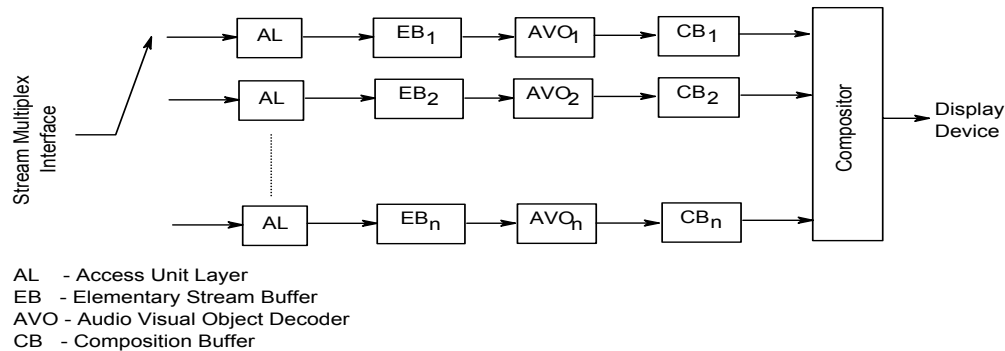 Stream Multiplex
Interface
AL
EB1
AVO1
CB1
AL
EB2
AVO2
CB2
AL
EBn
AVOn
CBn
Compositor
Display
Device
AL - Access Unit Layer
EB - Elementary Stream Buffer
AVO - Audio Visual Object Decoder
CB - Composition Buffer